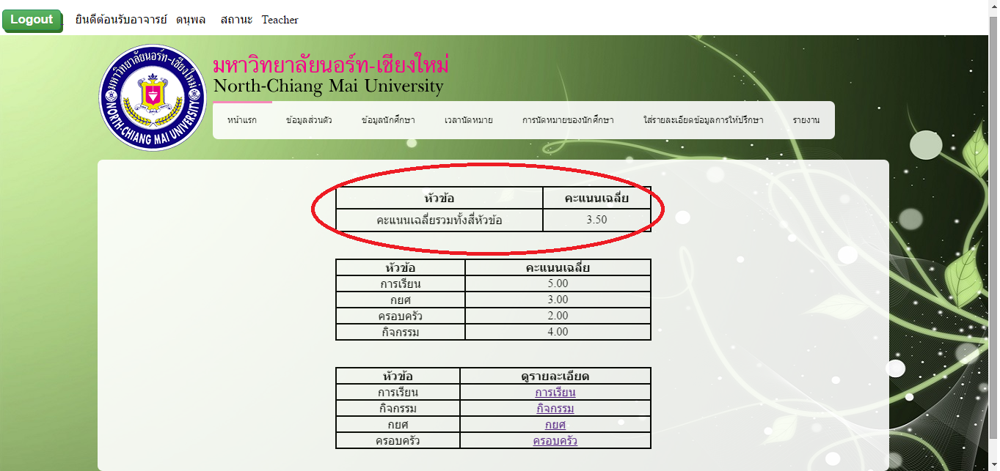 Logout ยินดีต้อนรับอาจารย์ ดนุพล สถานะ Teacher
มหาวิทยาลัยนอร์ท-เชียงใหม่
NORTH-CHIANG MAI UNIVERSITY
มหาวิทยาลัยนอร์ท-เชียงใหม่
North-Chiang Mai University
หน้าแรก ข้อมูลส่วนตัว ข้อมูลนักศึกษา เวลานัดหมาย การนัดหมายของนักศึกษา ใส่รายละเอียดข้อมูลการให้ปรึกษา รายงาน
หัวข้อ คะแนนเฉลี่ย
คะแนนเฉลี่ยรวมทั้งสี่หัวข้อ 3.50
หัวข้อ คะแนนเฉลี่ย
การเรียน 5.00
กยศ 3.00
ครอบครัว 2.00
กิจกรรม 4.00
หัวข้อ ดูรายละเอียด
การเรียน การเรียน
กิจกรรม กิจกรรม
กยศ กยศ
ครอบครัว ครอบครัว